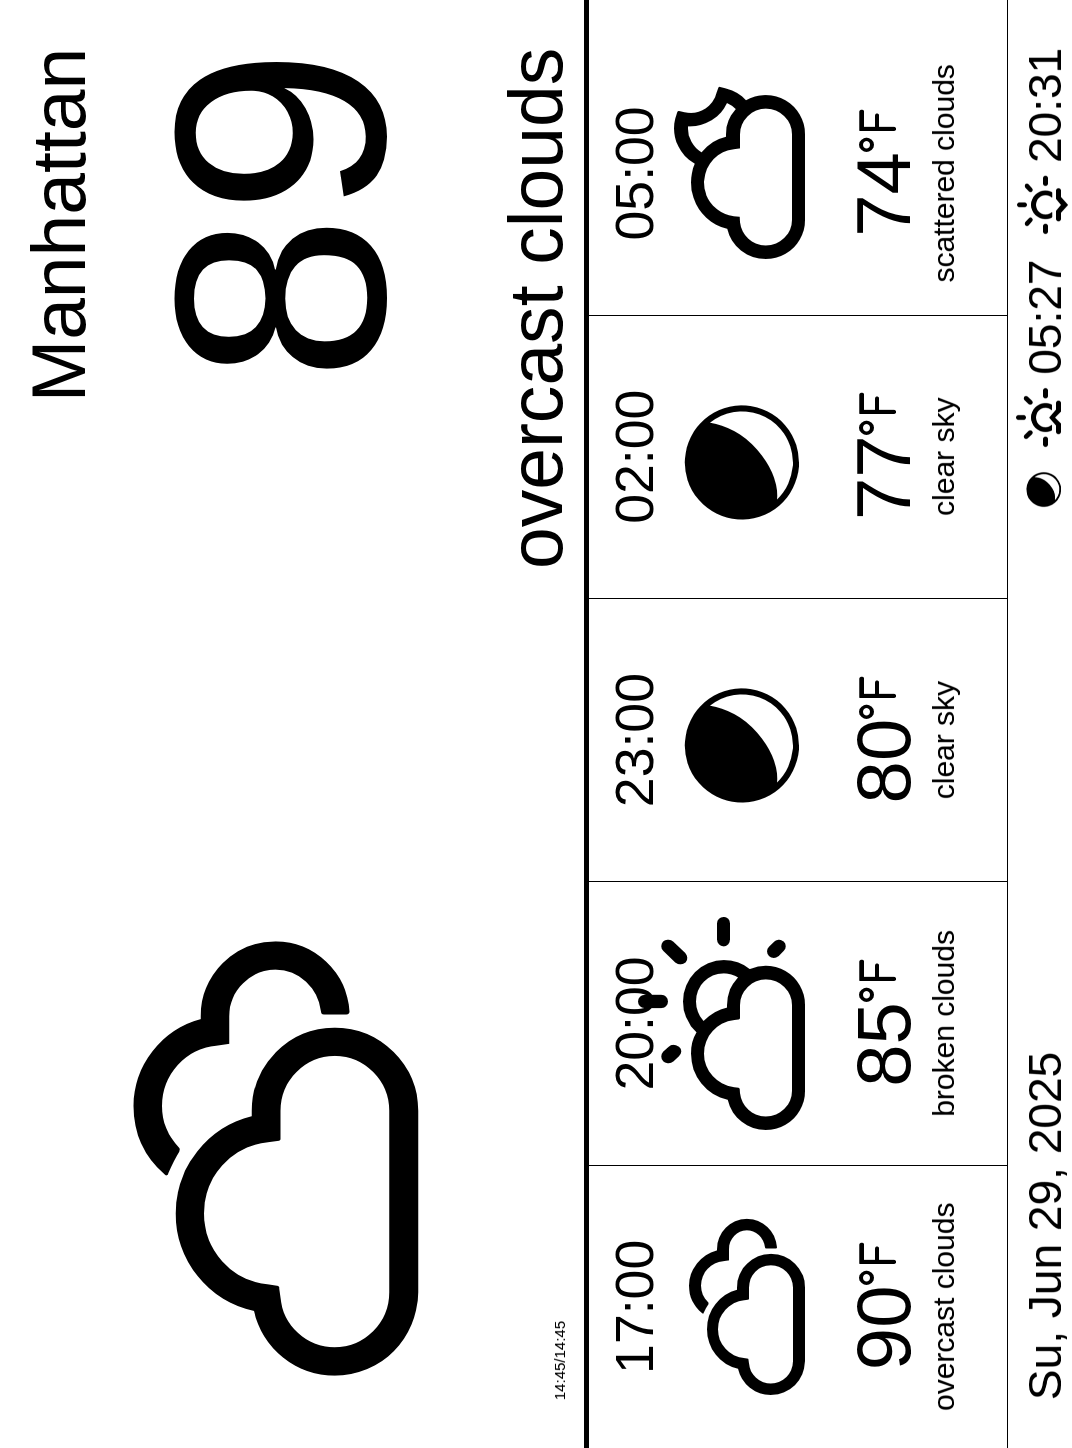 Manhattan
89
overcast clouds
14:45/14:45
17:00
90°F
overcast clouds
20:00
85°F
broken clouds
23:00
80°F
clear sky
02:00
77°F
clear sky
05:00
74°F
scattered clouds
Su, Jun 29, 2025
05:27 20:31